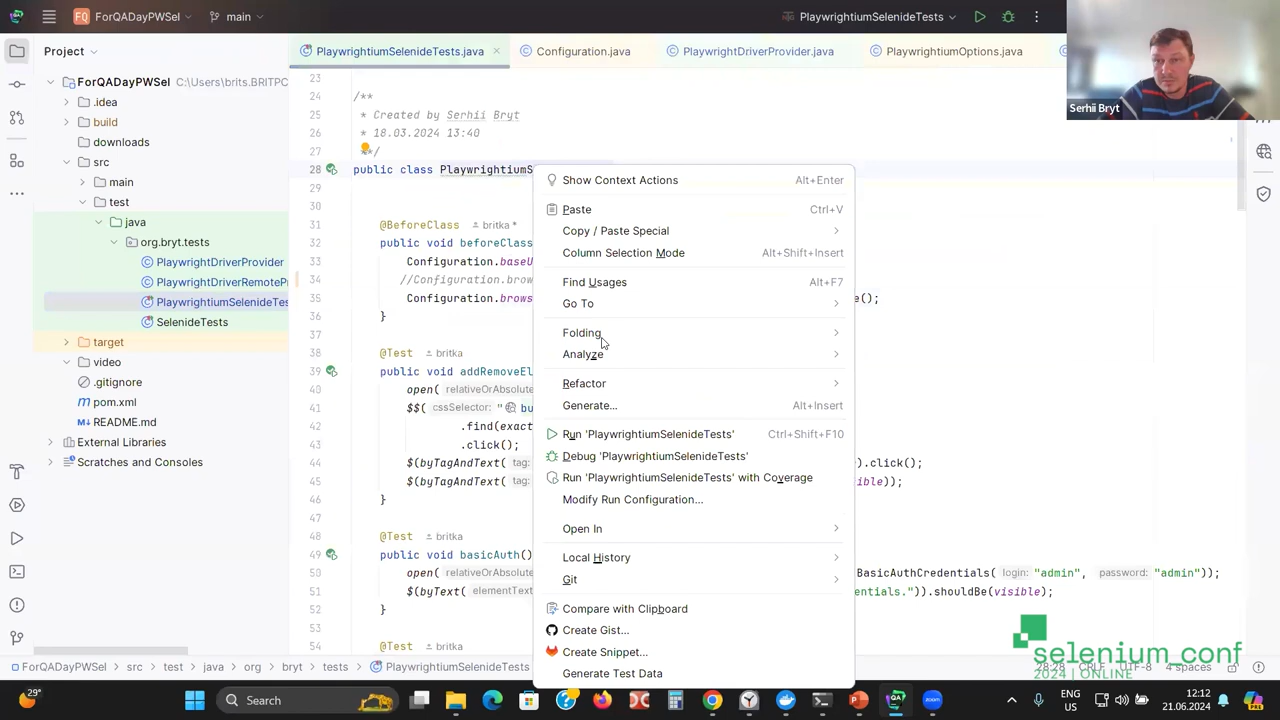 FQ
ForQADayPWSel
main
PlaywrightiumSelenideTests
Serhii Bryt
Project
PlaywrightiumSelenideTests.java
Configuration.java
PlaywrightDriverProvider.java
PlaywrightiumOptions.java
ForQADayPWSel C:\Users\brits.BRITPC
.idea
build
downloads
src
main
test
java
org.bryt.tests
PlaywrightDriverProvider
PlaywrightDriverRemotePr
PlaywrightiumSelenideTes
SelenideTests
target
video
.gitignore
pom.xml
README.md
External Libraries
Scratches and Consoles
23
24 /**
25 * Created by Serhii Bryt
26 * 18.03.2024 13:40
27 */
28 public class PlaywrightiumS
29
30
31 @BeforeClass britka *
32 public void beforeClass
33 Configuration.baseU
34 //Configuration.brow
35 Configuration.brows e();
36 }
37
38 @Test britka
39 public void addRemoveEl
40 open( relativeOrAbsolute
41 $$( cssSelector: " bu
42 .find(exact
43 .click();
44 $(byTagAndText( tag: ).click();
45 $(byTagAndText( tag: ible));
46 }
47
48 @Test britka
49 public void basicAuth()
50 open( relativeOrAbsolute BasicAuthCredentials( login: "admin", password: "admin"));
51 $(byText( elementText entials.")).shouldBe(visible);
52 }
53
54 @Test britka
Show Context Actions Alt+Enter
Paste Ctrl+V
Copy / Paste Special
Column Selection Mode Alt+Shift+Insert
Find Usages Alt+F7
Go To
Folding
Analyze
Refactor
Generate... Alt+Insert
Run 'PlaywrightiumSelenideTests' Ctrl+Shift+F10
Debug 'PlaywrightiumSelenideTests'
Run 'PlaywrightiumSelenideTests' with Coverage
Modify Run Configuration...
Open In
Local History
Git
Compare with Clipboard
Create Gist...
Create Snippet...
Generate Test Data
selenium_conf
2024 | ONLINE
ForQADayPWSel src test java org bryt tests PlaywrightiumSelenideTests 28:28 CRLF UTF-8 4 spaces
29°
Search
ENG
QA
12:12
21.06.2024